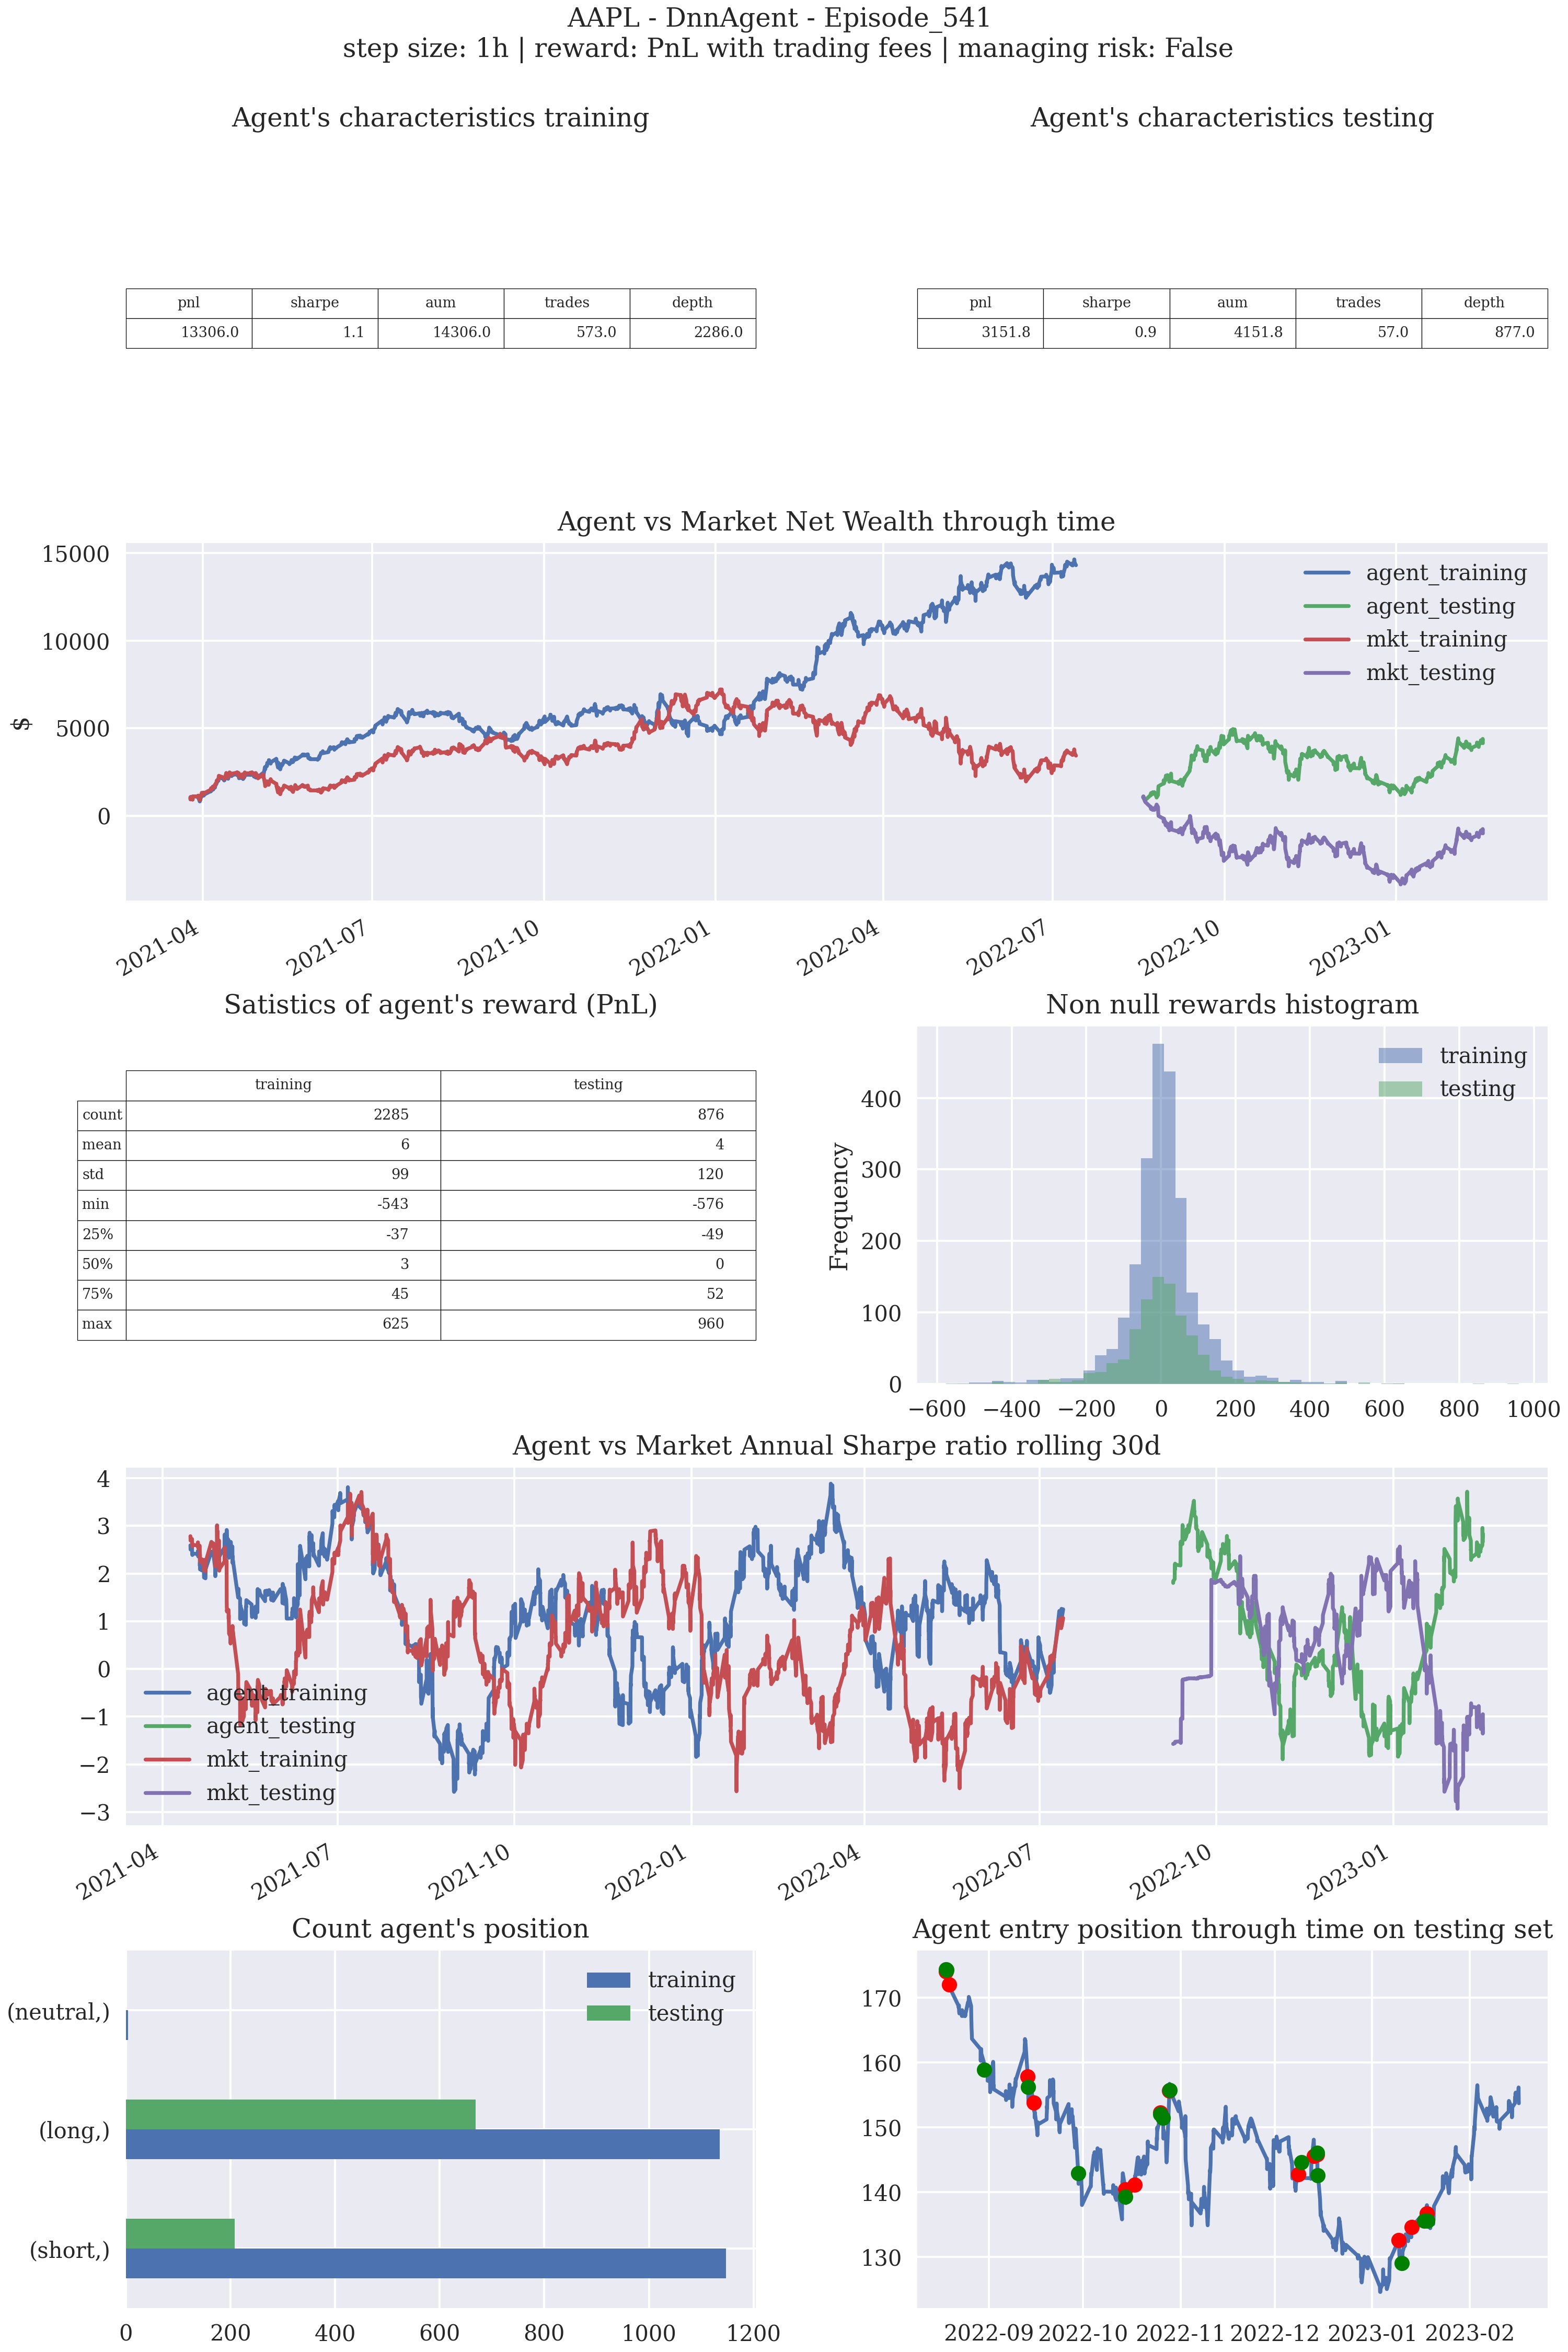 AAPL - DnnAgent - Episode_541
step size: 1h | reward: PnL with trading fees | managing risk: False
Agent's characteristics training
pnl sharpe aum trades depth
13306.0 1.1 14306.0 573.0 2286.0
Agent's characteristics testing
pnl sharpe aum trades depth
3151.8 0.9 4151.8 57.0 877.0
Agent vs Market Net Wealth through time
$
15000
10000
5000
0
agent_training
agent_testing
mkt_training
mkt_testing
2021-04 2021-07 2021-10 2022-01 2022-04 2022-07 2022-10 2023-01
Satistics of agent's reward (PnL)
training testing
count 2285 876
mean 6 4
std 99 120
min -543 -576
25% -37 -49
50% 3 0
75% 45 52
max 625 960
Non null rewards histogram
Frequency
400
300
200
100
0
training
testing
−600 −400 −200 0 200 400 600 800 1000
Agent vs Market Annual Sharpe ratio rolling 30d
4
3
2
1
0
−1
−2
−3
agent_training
agent_testing
mkt_training
mkt_testing
2021-04 2021-07 2021-10 2022-01 2022-04 2022-07 2022-10 2023-01
Count agent's position
training
testing
(neutral,)
(long,)
(short,)
0 200 400 600 800 1000 1200
Agent entry position through time on testing set
170
160
150
140
130
2022-09 2022-10 2022-11 2022-12 2023-01 2023-02